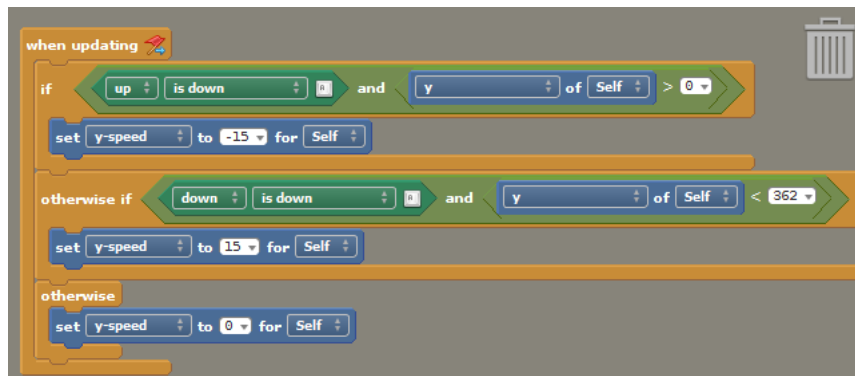 when updating
if up is down and y of Self > 0
set y-speed to -15 for Self
otherwise if down is down and y of Self < 362
set y-speed to 15 for Self
otherwise
set y-speed to 0 for Self